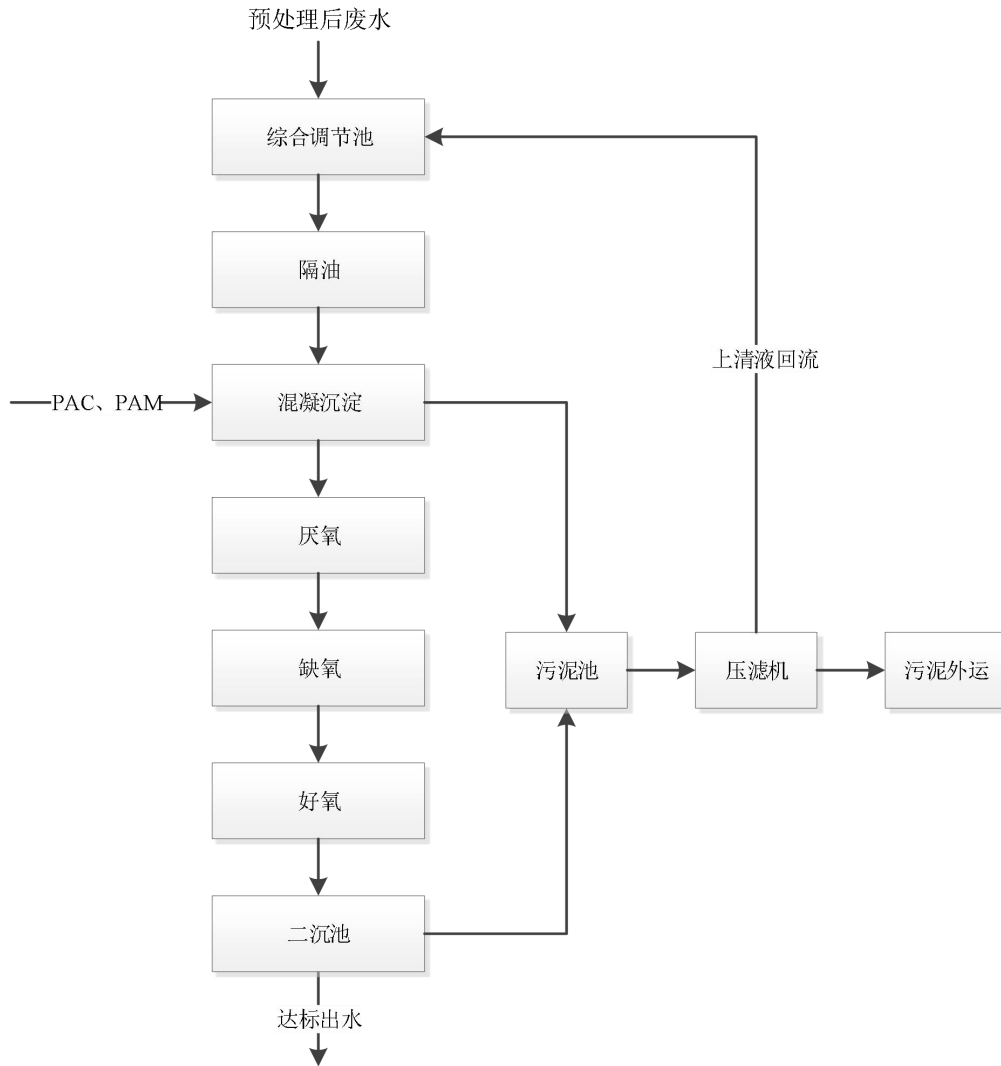 预处理后废水
综合调节池
隔油
上清液回流
PAC、PAM
混凝沉淀
厌氧
缺氧
污泥池
压滤机
污泥外运
好氧
二沉池
达标出水